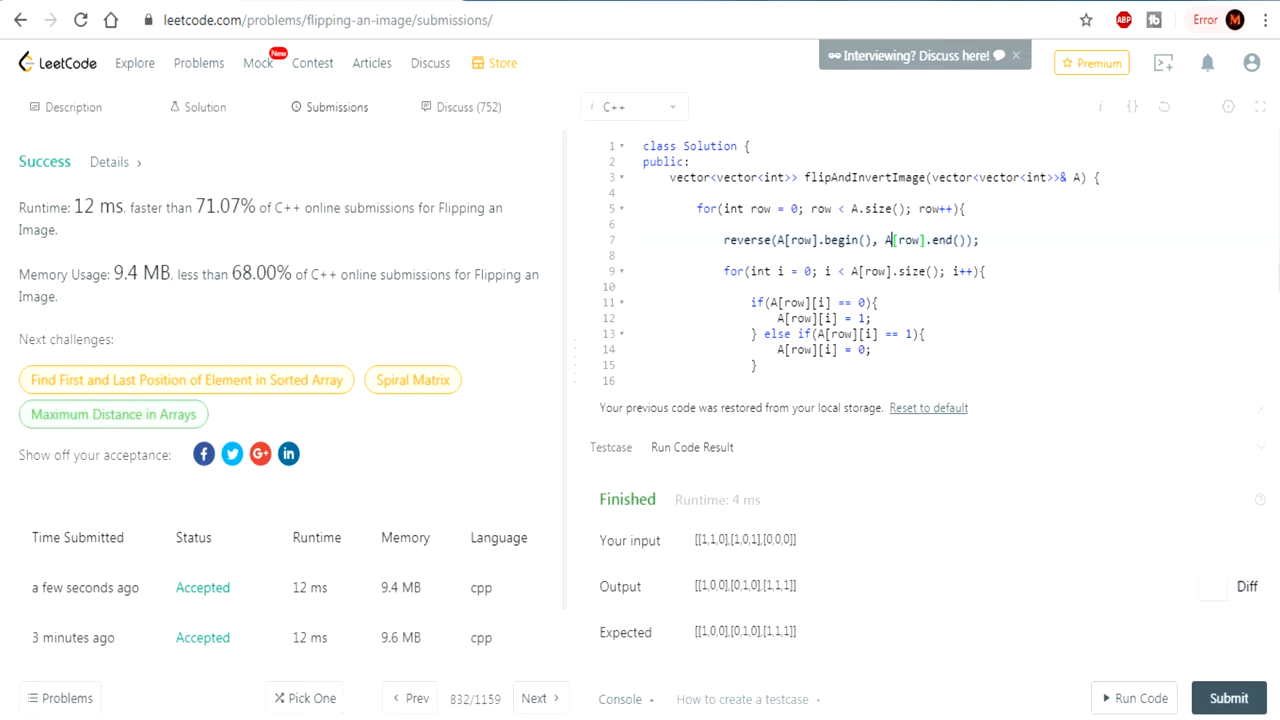 leetcode.com/problems/flipping-an-image/submissions/
ABP
Error
M
LeetCode
Explore
Problems
Mock
New
Contest
Articles
Discuss
Store
Interviewing? Discuss here!
Premium
Description
Solution
Submissions
Discuss (752)
i C++
Success
Details >
Runtime: 12 ms, faster than 71.07% of C++ online submissions for Flipping an
Image.
Memory Usage: 9.4 MB, less than 68.00% of C++ online submissions for Flipping an
Image.
Next challenges:
Find First and Last Position of Element in Sorted Array
Spiral Matrix
Maximum Distance in Arrays
Show off your acceptance:
Time Submitted Status Runtime Memory Language
a few seconds ago Accepted 12 ms 9.4 MB cpp
3 minutes ago Accepted 12 ms 9.6 MB cpp
Problems
Pick One
< Prev
832/1159
Next >
1 class Solution {
2 public:
3 vector<vector<int>> flipAndInvertImage(vector<vector<int>>& A) {
4
5 for(int row = 0; row < A.size(); row++){
6
7 reverse(A[row].begin(), A[row].end());
8
9 for(int i = 0; i < A[row].size(); i++){
10
11 if(A[row][i] == 0){
12 A[row][i] = 1;
13 } else if(A[row][i] == 1){
14 A[row][i] = 0;
15 }
16
Your previous code was restored from your local storage. Reset to default
Testcase
Run Code Result
Finished
Runtime: 4 ms
Your input
[[1,1,0],[1,0,1],[0,0,0]]
Output
[[1,0,0],[0,1,0],[1,1,1]]
Diff
Expected
[[1,0,0],[0,1,0],[1,1,1]]
Console
How to create a testcase
Run Code
Submit